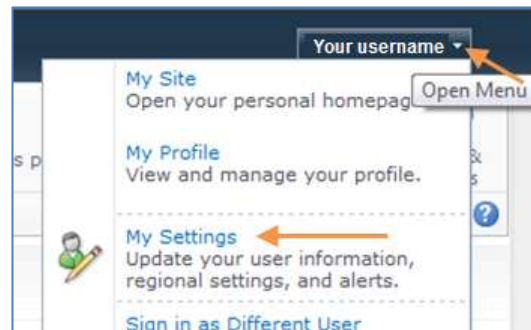 Your username
My Site
Open your personal homepag
Open Menu
s p
My Profile
View and manage your profile.
&
s
My Settings
Update your user information,
regional settings, and alerts.
Sign in as Different User